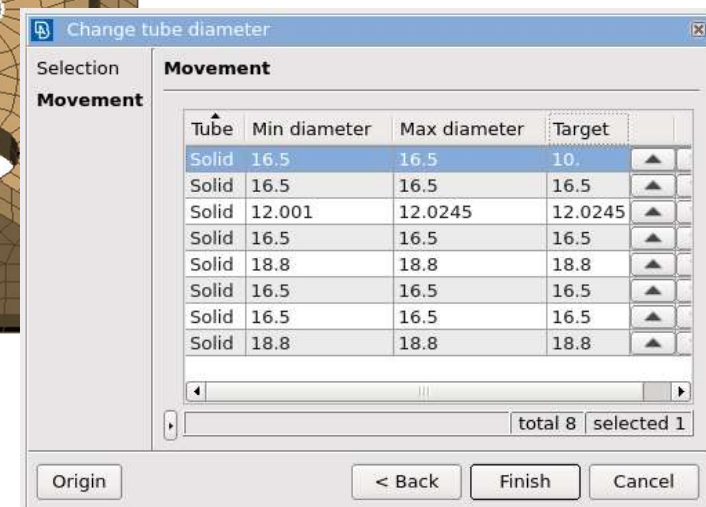 Change tube diameter
Selection
Movement
Movement
Tube Min diameter Max diameter Target
Solid 16.5 16.5 10.
Solid 16.5 16.5 16.5
Solid 12.001 12.0245 12.0245
Solid 16.5 16.5 16.5
Solid 18.8 18.8 18.8
Solid 16.5 16.5 16.5
Solid 16.5 16.5 16.5
Solid 18.8 18.8 18.8
total 8 selected 1
Origin < Back Finish Cancel